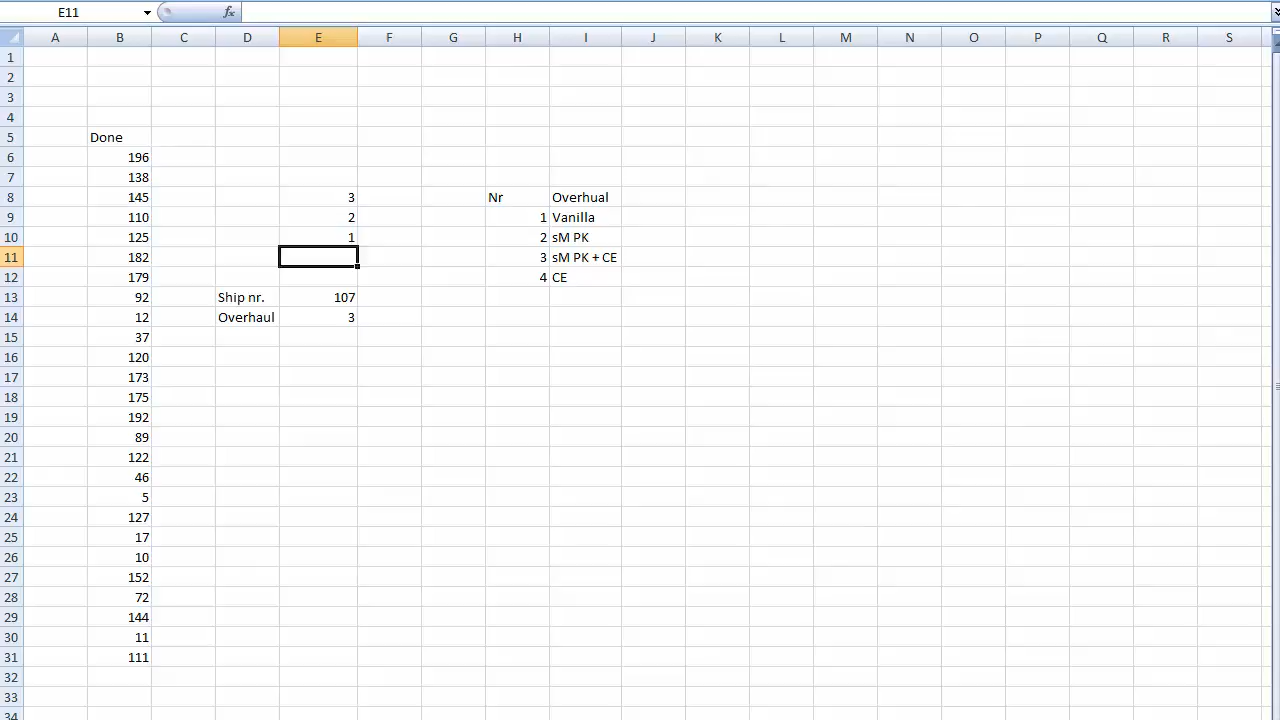 E11 fx
A B C D E F G H I J K L M N O P Q R S
1
2
3
4
5 Done
6 196
7 138
8 145 3 Nr Overhual
9 110 2 1 Vanilla
10 125 1 2 sM PK
11 182 3 sM PK + CE
12 179 4 CE
13 92 Ship nr. 107
14 12 Overhaul 3
15 37
16 120
17 173
18 175
19 192
20 89
21 122
22 46
23 5
24 127
25 17
26 10
27 152
28 72
29 144
30 11
31 111
32
33
34